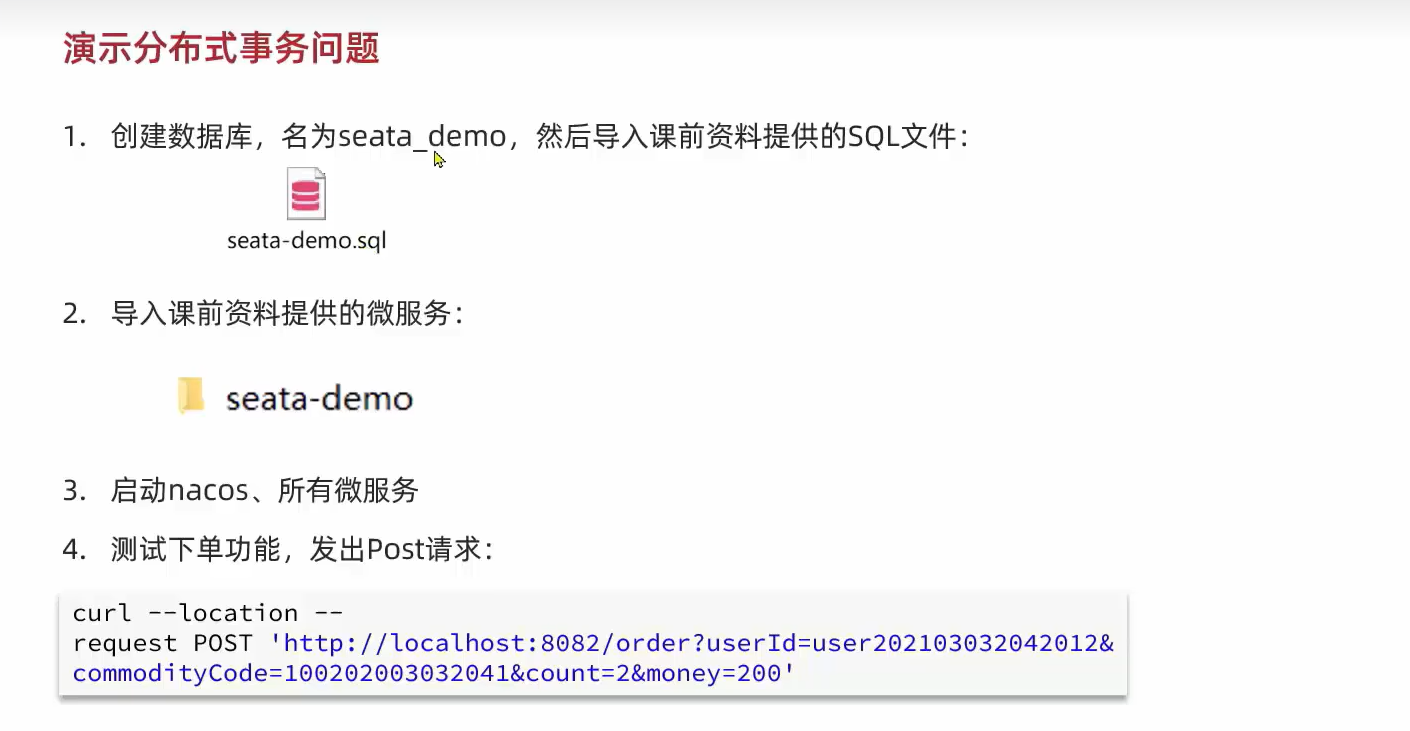 演示分布式事务问题
1. 创建数据库，名为seata_demo，然后导入课前资料提供的SQL文件：
seata-demo.sql
2. 导入课前资料提供的微服务：
seata-demo
3. 启动nacos、所有微服务
4. 测试下单功能，发出Post请求：
curl --location --
request POST 'http://localhost:8082/order?userId=user202103032042012&
commodityCode=100202003032041&count=2&money=200'